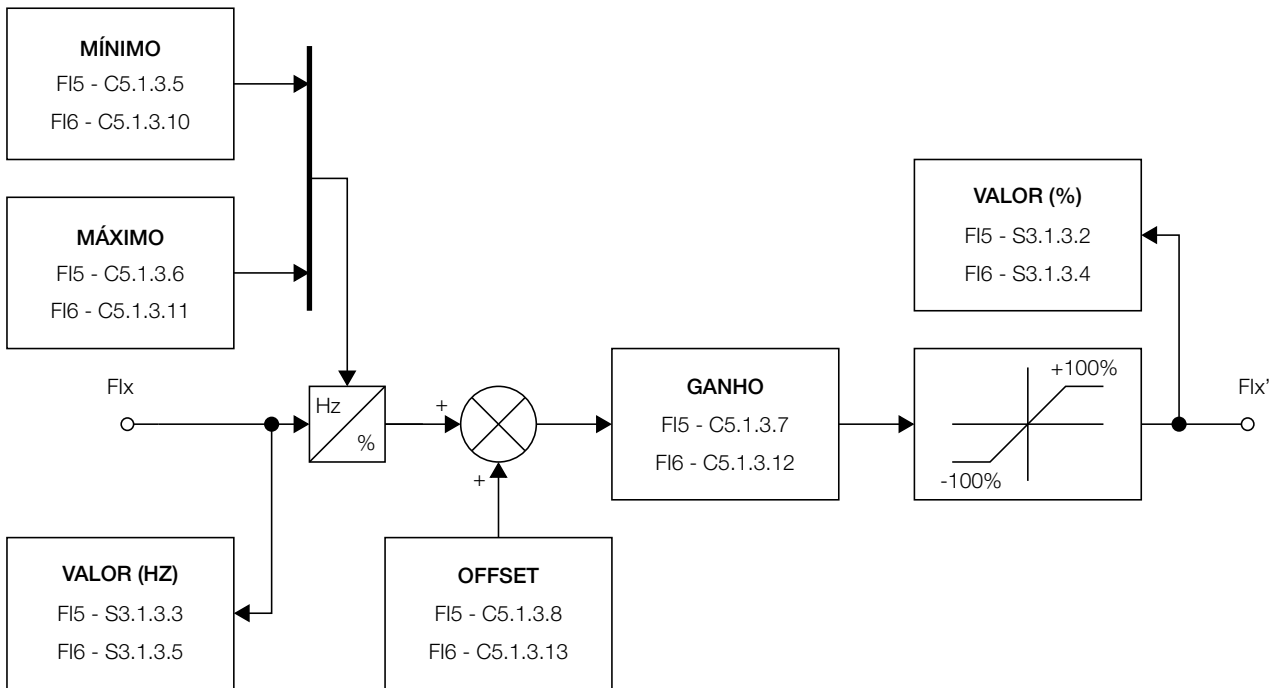 MÍNIMO
FI5 - C5.1.3.5
FI6 - C5.1.3.10
MÁXIMO
FI5 - C5.1.3.6
FI6 - C5.1.3.11
VALOR (%)
FI5 - S3.1.3.2
FI6 - S3.1.3.4
FIx
Hz
%
+
+
GANHO
FI5 - C5.1.3.7
FI6 - C5.1.3.12
+100%
-100%
FIx’
VALOR (HZ)
FI5 - S3.1.3.3
FI6 - S3.1.3.5
OFFSET
FI5 - C5.1.3.8
FI6 - C5.1.3.13